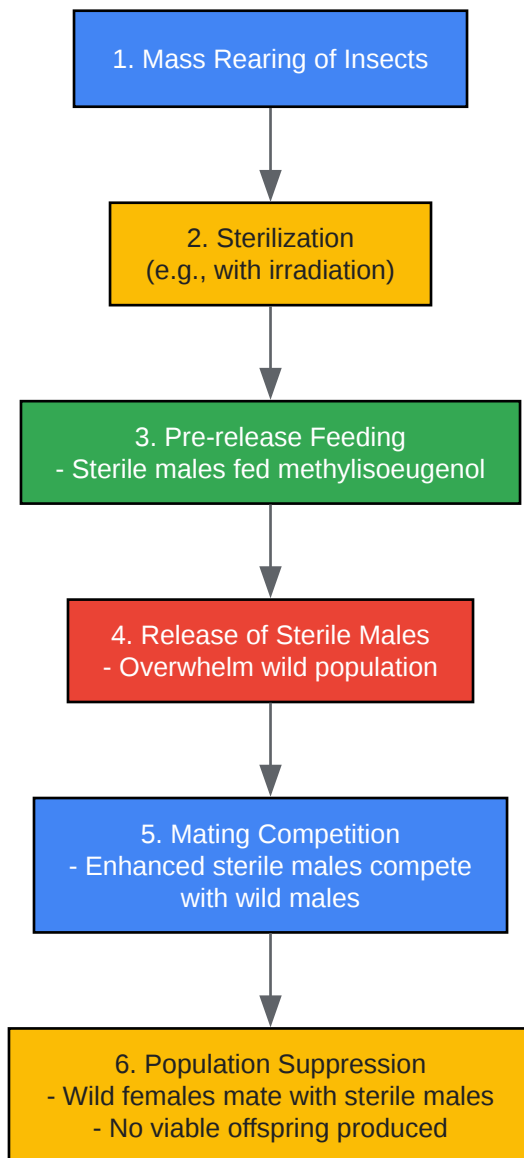 1. Mass Rearing of Insects
2. Sterilization
(e.g., with irradiation)
3. Pre-release Feeding
- Sterile males fed methylisoeugenol
4. Release of Sterile Males
- Overwhelm wild population
5. Mating Competition
- Enhanced sterile males compete
with wild males
6. Population Suppression
- Wild females mate with sterile males
- No viable offspring produced